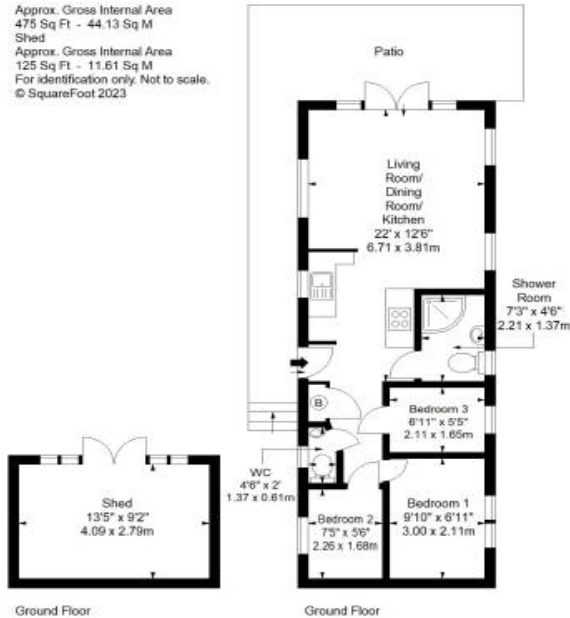 Approx. Gross Internal Area
475 Sq Ft - 44.13 Sq M
Shed
Approx. Gross Internal Area
125 Sq Ft - 11.61 Sq M
For identification only. Not to scale.
© SquareFoot 2023
Patio
Living
Room/
Dining
Room/
Kitchen
22' x 12'6"
6.71 x 3.81m
Shower
Room
7'3" x 4'6"
2.21 x 1.37m
B
Bedroom 3
6'11" x 5'5"
2.11 x 1.65m
WC
4'6" x 2'
1.37 x 0.61m
Bedroom 2
7'5" x 5'6"
2.26 x 1.68m
Bedroom 1
9'10" x 6'11"
3.00 x 2.11m
Shed
13'5" x 9'2"
4.09 x 2.79m
Ground Floor
Ground Floor